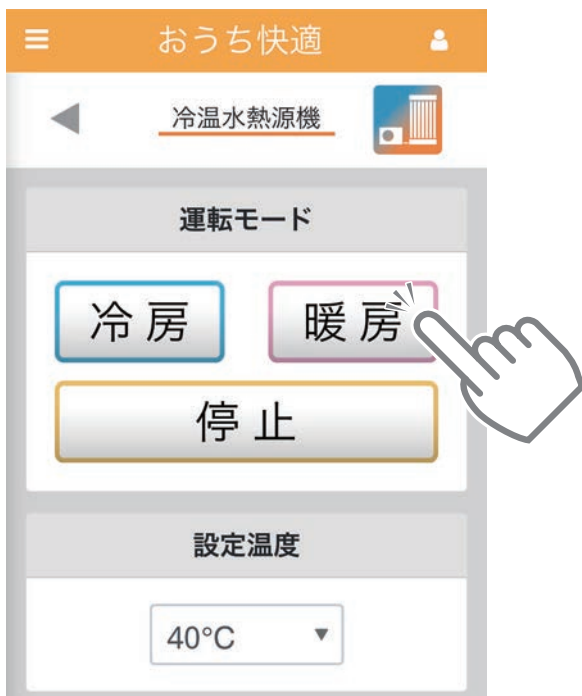 おうち快適
冷温水熱源機
運転モード
冷房 暖房
停止
設定温度
40°C